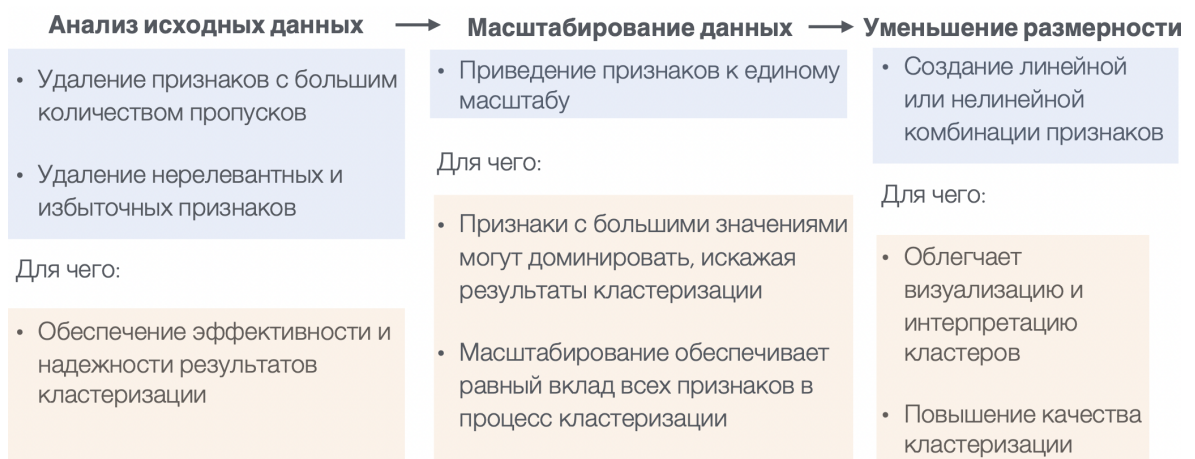 Анализ исходных данных → Масштабирование данных → Уменьшение размерности
• Удаление признаков с большим
количеством пропусков
• Удаление нерелевантных и
избыточных признаков
Для чего:
• Обеспечение эффективности и
надежности результатов
кластеризации
• Приведение признаков к единому
масштабу
Для чего:
• Признаки с большими значениями
могут доминировать, искажая
результаты кластеризации
• Масштабирование обеспечивает
равный вклад всех признаков в
процесс кластеризации
• Создание линейной
или нелинейной
комбинации признаков
Для чего:
• Облегчает
визуализацию и
интерпретацию
кластеров
• Повышение качества
кластеризации